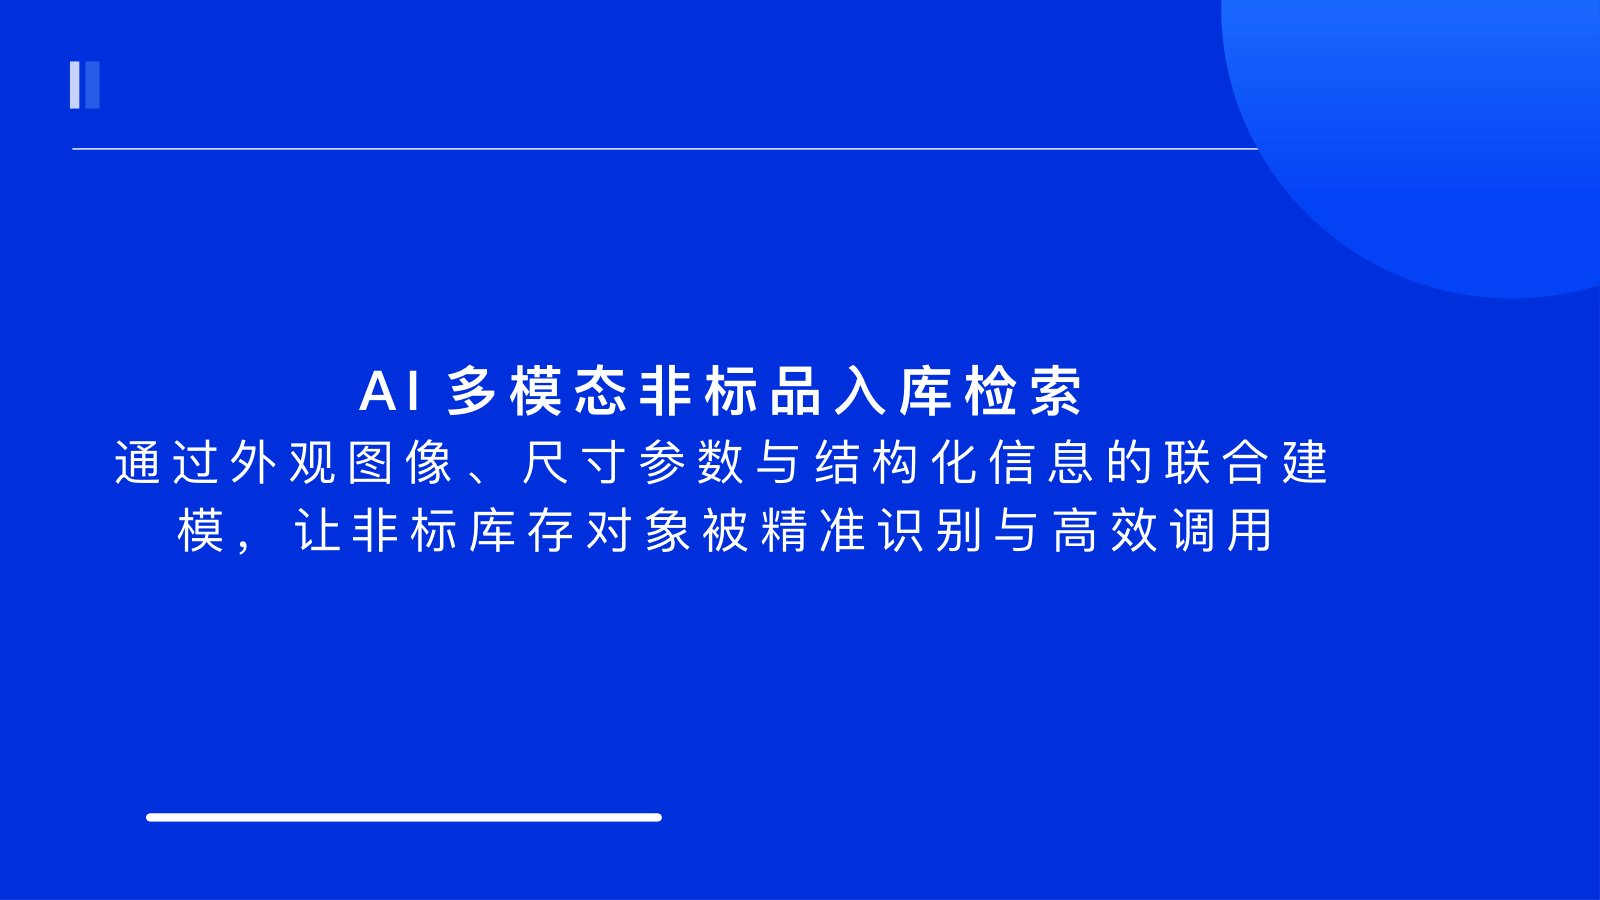 AI 多模态非标品入库检索
通过外观图像、尺寸参数与结构化信息的联合建
模，让非标库存对象被精准识别与高效调用